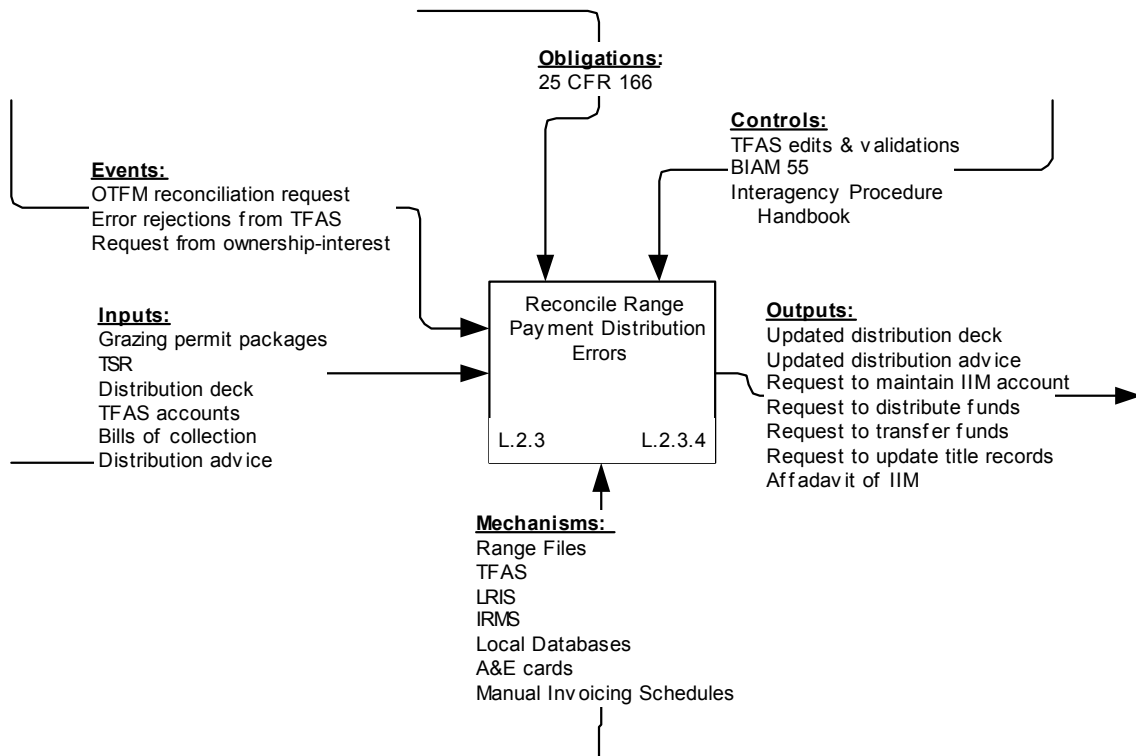 Obligations:
25 CFR 166
Controls:
TFAS edits & validations
BIAM 55
Interagency Procedure
Handbook
Events:
OTFM reconciliation request
Error rejections from TFAS
Request from ownership-interest
Inputs:
Grazing permit packages
TSR
Distribution deck
TFAS accounts
Bills of collection
Distribution advice
Reconcile Range
Payment Distribution
Errors
L.2.3 L.2.3.4
Outputs:
Updated distribution deck
Updated distribution advice
Request to maintain IIM account
Request to distribute funds
Request to transfer funds
Request to update title records
Affadavit of IIM
Mechanisms:
Range Files
TFAS
LRIS
IRMS
Local Databases
A&E cards
Manual Invoicing Schedules